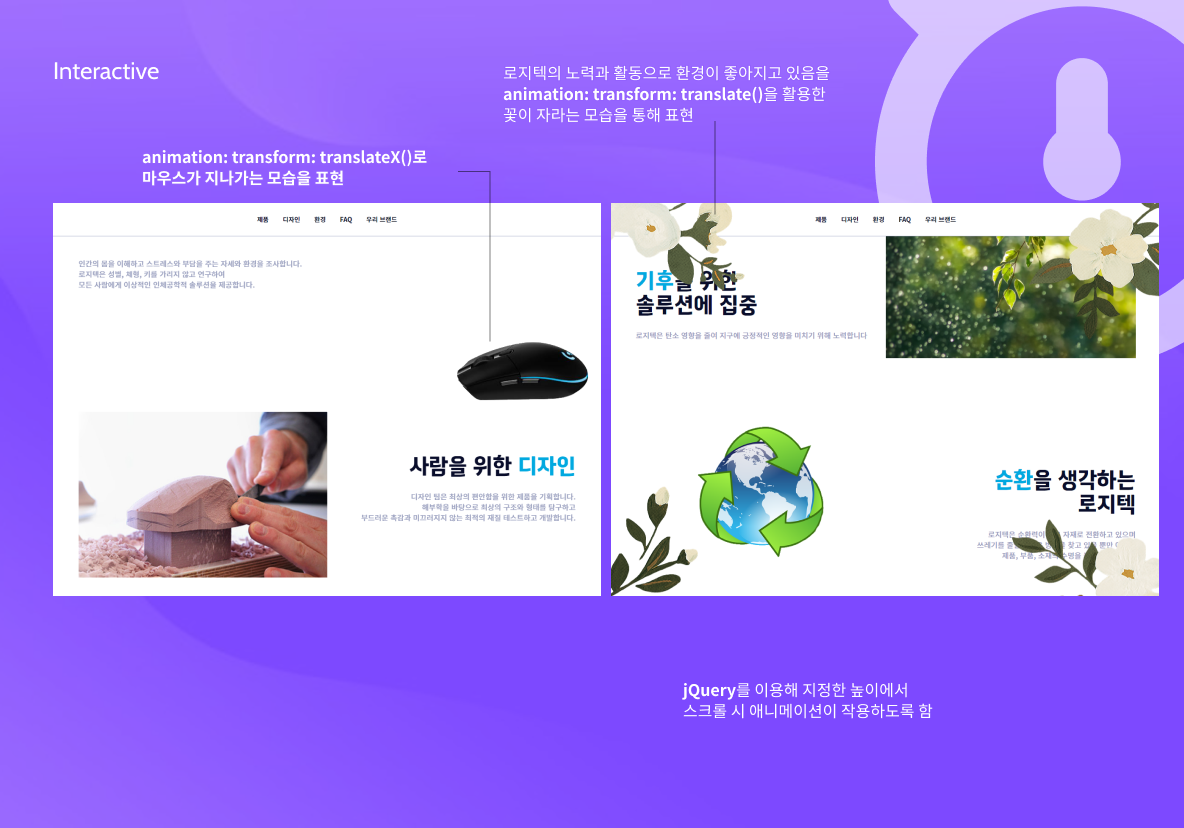 Interactive
로지텍의 노력과 활동으로 환경이 좋아지고 있음을
animation: transform: translate()을 활용한
꽃이 자라는 모습을 통해 표현
animation: transform: translateX()로
마우스가 지나가는 모습을 표현
제품 디자인 환경 FAQ 우리 브랜드
인간의 몸을 이해하고 스트레스와 부담을 주는 자세와 환경을 조사합니다.
로지텍은 성별, 체형, 키를 가리지 않고 연구하여
모든 사람에게 이상적인 인체공학적 솔루션을 제공합니다.
사람을 위한 디자인
디자인 팀은 최상의 편안함을 위한 제품을 기획합니다.
해부학을 바탕으로 최상의 구조와 형태를 탐구하고
부드러운 촉감과 미끄러지지 않는 최적의 재질 테스트하고 개발합니다.
제품 디자인 환경 FAQ 우리 브랜드
기후를 위한
솔루션에 집중
로지텍은 탄소 영향을 줄여 지구에 긍정적인 영향을 미치기 위해 노력합니다
순환을 생각하는
로지텍
로지텍은 순환력이 자재로 전환하고 있으며
쓰레기를 찾고 있을 뿐만
제품, 부품, 소재의 수명을
jQuery를 이용해 지정한 높이에서
스크롤 시 애니메이션이 작용하도록 함